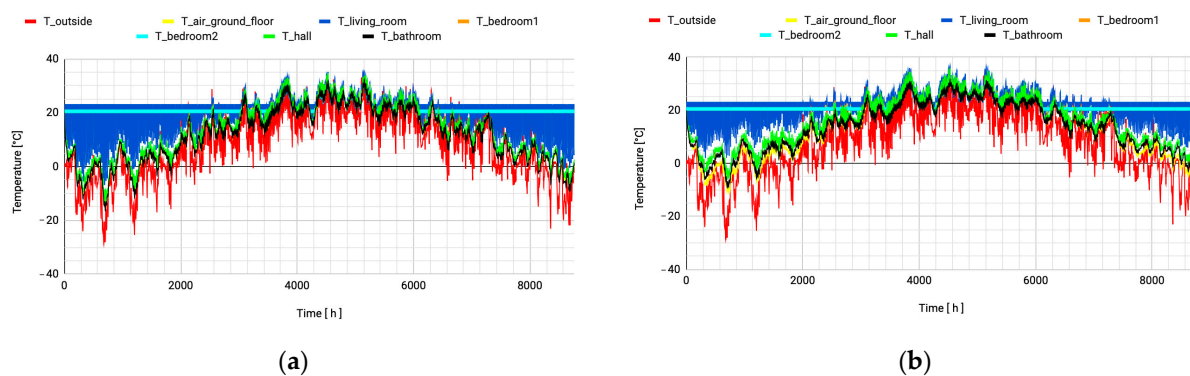 T_outside T_air_ground_floor T_living_room T_bedroom1
T_bedroom2 T_hall T_bathroom
40
20
0
−20
−40
Temperature [°C]
0 2000 4000 6000 8000
Time [ h ]
(a)
T_outside T_air_ground_floor T_living_room T_bedroom1
T_bedroom2 T_hall T_bathroom
40
20
0
−20
−40
Temperature [°C]
0 2000 4000 6000 8000
Time [ h ]
(b)